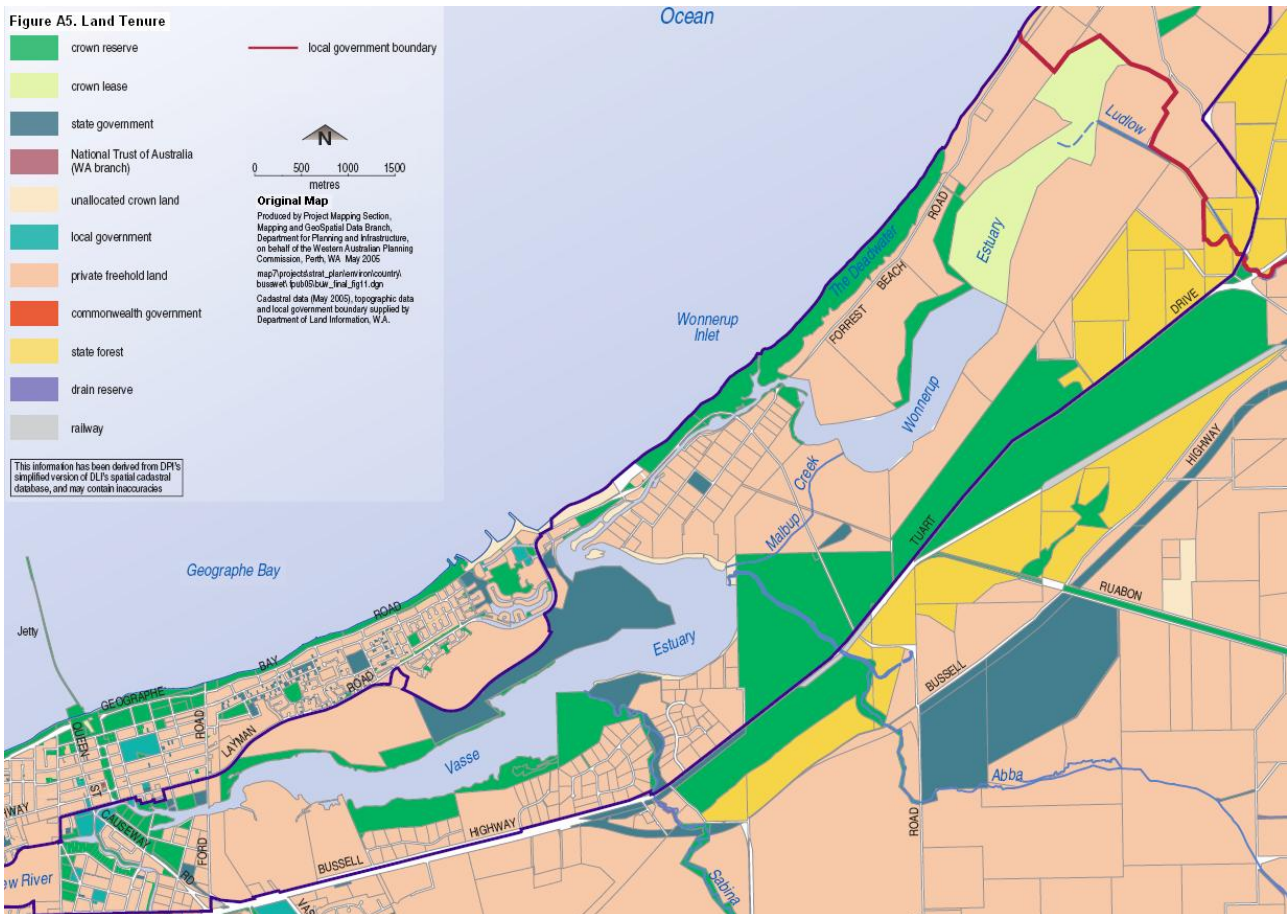 Figure A5. Land Tenure
crown reserve
crown lease
state government
National Trust of Australia
(WA branch)
unallocated crown land
local government
private freehold land
commonwealth government
state forest
drain reserve
railway
local government boundary
N
0 500 1000 1500
metres
Original Map
Produced by Project Mapping Section,
Mapping and GeoSpatial Data Branch,
Department for Planning and Infrastructure,
on behalf of the Western Australian Planning
Commission, Perth, WA May 2005
Cadastral data (May 2005), topographic data
and local government boundary supplied by
Department of Land Information, W.A.
This information has been derived from DPI's
simplified version of DLI's spatial cadastral
database, and may contain inaccuracies
Ocean
Ludlow
Estuary
ROAD
The Deadwater
BEACH
FORREST
Wonnerup
Inlet
DRIVE
Wonnerup
HIGHWAY
Creek
Malbup
TUART
RUABON
Geographe Bay
Jetty
ROAD
BAY
GEOGRAPHE
Estuary
BUSSELL
ROAD
LAYMAN
ROAD
QUEEN
ST
Vasse
Abba
HIGHWAY
CAUSEWAY
RD
FORD
HIGHWAY
BUSSELL
ROAD
ew River
VAS
Sabina